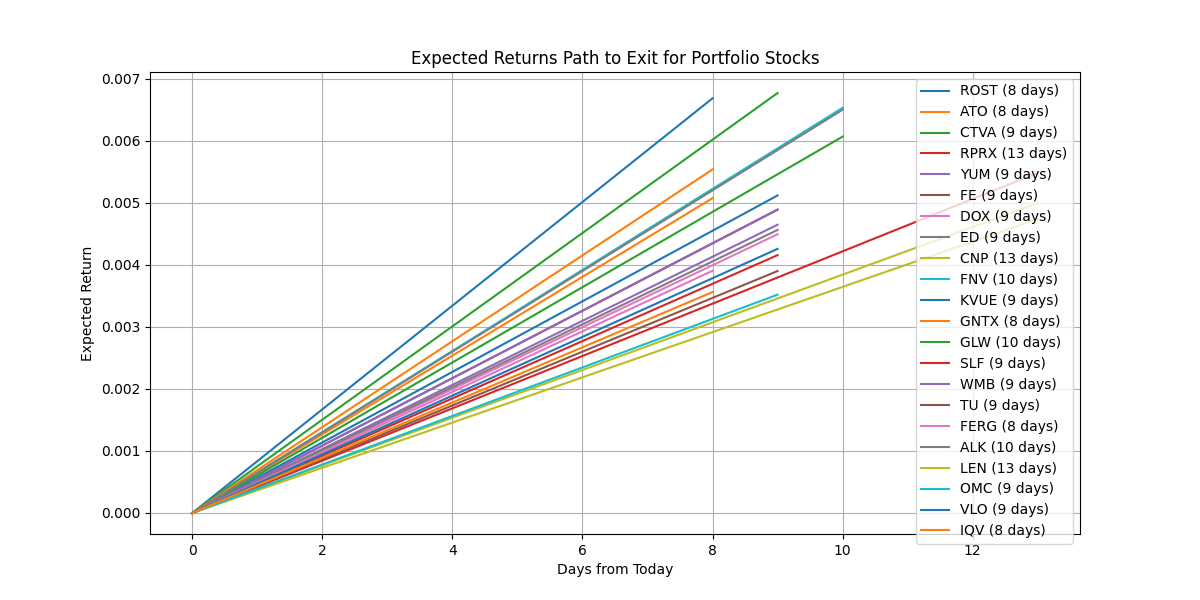 Expected Returns Path to Exit for Portfolio Stocks
Expected Return
0.007
0.006
0.005
0.004
0.003
0.002
0.001
0.000
0
2
4
6
8
10
12
Days from Today
ROST (8 days)
ATO (8 days)
CTVA (9 days)
RPRX (13 days)
YUM (9 days)
FE (9 days)
DOX (9 days)
ED (9 days)
CNP (13 days)
FNV (10 days)
KVUE (9 days)
GNTX (8 days)
GLW (10 days)
SLF (9 days)
WMB (9 days)
TU (9 days)
FERG (8 days)
ALK (10 days)
LEN (13 days)
OMC (9 days)
VLO (9 days)
IQV (8 days)